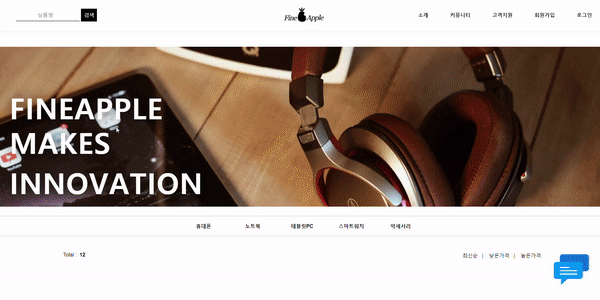 상품명 검색
Fine Apple
소개 커뮤니티 고객지원 회원가입 로그인
FINEAPPLE
MAKES
INNOVATION
휴대폰 노트북 태블릿PC 스마트워치 악세서리
Total : 12
최신순 | 낮은가격 | 높은가격